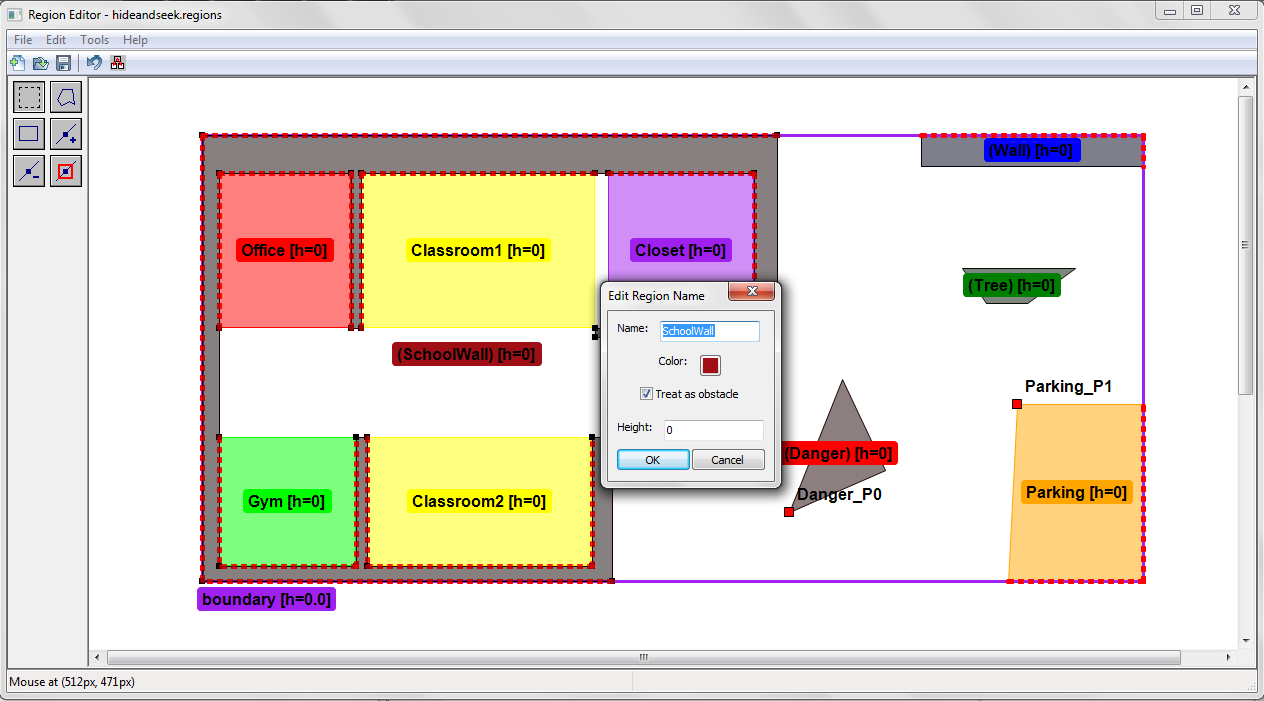 Region Editor - hideandseek.regions
File Edit Tools Help
(Wall) [h=0]
Office [h=0]
Classroom1 [h=0]
Closet [h=0]
(Tree) [h=0]
Edit Region Name
Name: SchoolWall
(SchoolWall) [h=0]
Color:
Treat as obstacle
Parking_P1
Height: 0
(Danger) [h=0]
OK Cancel
Gym [h=0]
Classroom2 [h=0]
Danger_P0
Parking [h=0]
boundary [h=0.0]
Mouse at (512px, 471px)